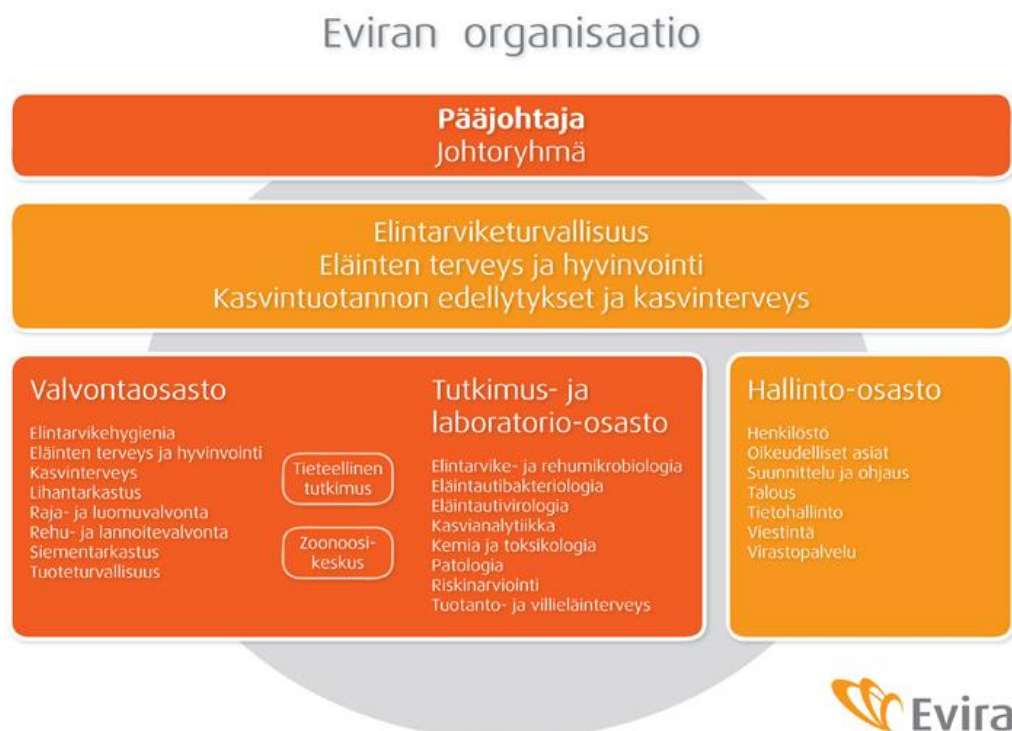 Eviran organisaatio
Pääjohtaja
Johtoryhmä
Elintarviketurvallisuus
Eläinten terveys ja hyvinvointi
Kasvintuotannon edellytykset ja kasvinterveys
Valvontaosasto
Elintarvikehygienia
Eläinten terveys ja hyvinvointi
Kasvinterveys
Lihantarkastus
Raja- ja luomuvalvonta
Rehu- ja lannoitevalvonta
Siementarkastus
Tuoteturvallisuus
Tieteellinen
tutkimus
Zoonoosi-
keskus
Tutkimus- ja
laboratorio-osasto
Elintarvike- ja rehumikrobiologia
Eläintautibakteriologia
Eläintautivirologia
Kasvianalytiikka
Kemia ja toksikologia
Patologia
Riskinarviointi
Tuotanto- ja villieläinterveys
Hallinto-osasto
Henkilöstö
Oikeudelliset asiat
Suunnittelu ja ohjaus
Talous
Tietohallinto
Viestintä
Virastopalvelu
Evira